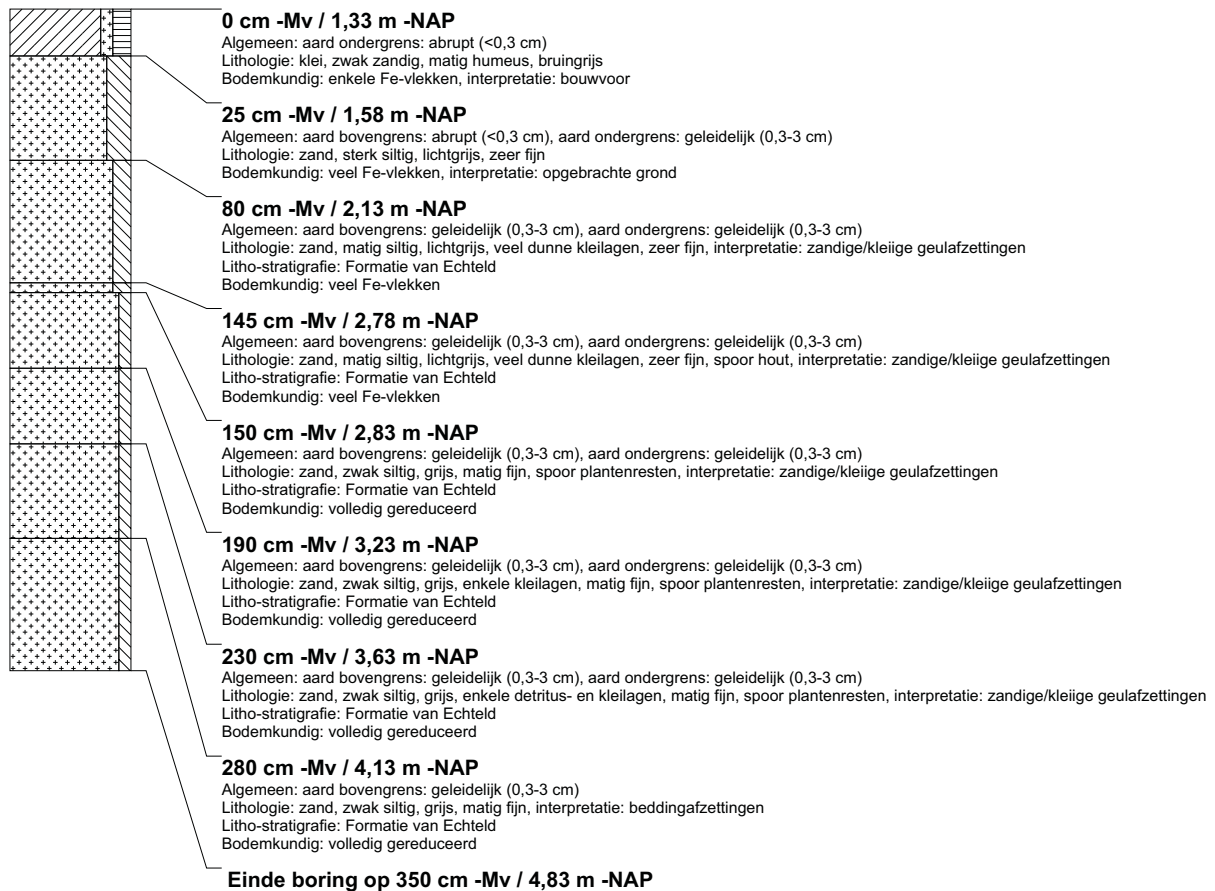 0 cm -Mv / 1,33 m -NAP
Algemeen: aard ondergrens: abrupt (<0,3 cm)
Lithologie: klei, zwak zandig, matig humeus, bruingrijs
Bodemkundig: enkele Fe-vlekken, interpretatie: bouwvoor
25 cm -Mv / 1,58 m -NAP
Algemeen: aard bovengrens: abrupt (<0,3 cm), aard ondergrens: geleidelijk (0,3-3 cm)
Lithologie: zand, sterk siltig, lichtgrijs, zeer fijn
Bodemkundig: veel Fe-vlekken, interpretatie: opgebrachte grond
80 cm -Mv / 2,13 m -NAP
Algemeen: aard bovengrens: geleidelijk (0,3-3 cm), aard ondergrens: geleidelijk (0,3-3 cm)
Lithologie: zand, matig siltig, lichtgrijs, veel dunne kleilagen, zeer fijn, interpretatie: zandige/kleiige geulafzettingen
Litho-stratigrafie: Formatie van Echteld
Bodemkundig: veel Fe-vlekken
145 cm -Mv / 2,78 m -NAP
Algemeen: aard bovengrens: geleidelijk (0,3-3 cm), aard ondergrens: geleidelijk (0,3-3 cm)
Lithologie: zand, matig siltig, lichtgrijs, veel dunne kleilagen, zeer fijn, spoor hout, interpretatie: zandige/kleiige geulafzettingen
Litho-stratigrafie: Formatie van Echteld
Bodemkundig: veel Fe-vlekken
150 cm -Mv / 2,83 m -NAP
Algemeen: aard bovengrens: geleidelijk (0,3-3 cm), aard ondergrens: geleidelijk (0,3-3 cm)
Lithologie: zand, zwak siltig, grijs, matig fijn, spoor plantenresten, interpretatie: zandige/kleiige geulafzettingen
Litho-stratigrafie: Formatie van Echteld
Bodemkundig: volledig gereduceerd
190 cm -Mv / 3,23 m -NAP
Algemeen: aard bovengrens: geleidelijk (0,3-3 cm), aard ondergrens: geleidelijk (0,3-3 cm)
Lithologie: zand, zwak siltig, grijs, enkele kleilagen, matig fijn, spoor plantenresten, interpretatie: zandige/kleiige geulafzettingen
Litho-stratigrafie: Formatie van Echteld
Bodemkundig: volledig gereduceerd
230 cm -Mv / 3,63 m -NAP
Algemeen: aard bovengrens: geleidelijk (0,3-3 cm), aard ondergrens: geleidelijk (0,3-3 cm)
Lithologie: zand, zwak siltig, grijs, enkele detritus- en kleilagen, matig fijn, spoor plantenresten, interpretatie: zandige/kleiige geulafzettingen
Litho-stratigrafie: Formatie van Echteld
Bodemkundig: volledig gereduceerd
280 cm -Mv / 4,13 m -NAP
Algemeen: aard bovengrens: geleidelijk (0,3-3 cm)
Lithologie: zand, zwak siltig, grijs, matig fijn, interpretatie: beddingafzettingen
Litho-stratigrafie: Formatie van Echteld
Bodemkundig: volledig gereduceerd
Einde boring op 350 cm -Mv / 4,83 m -NAP